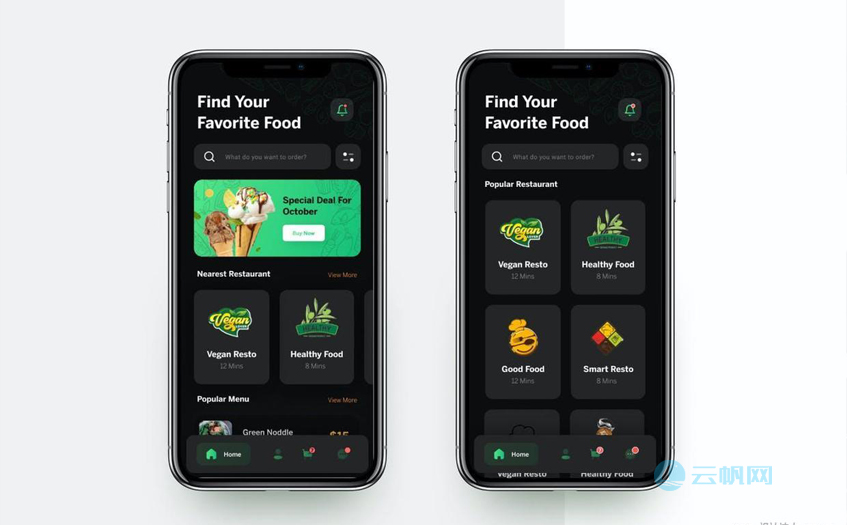 Find Your
Favorite Food
What do you want to order?
Special Deal For
October
Buy Now
Nearest Restaurant
View More
Vegan
Vegan Resto
12 Mins
HEALTHY
Healthy Food
8 Mins
Popular Menu
View More
Green Noddle
$15
Home
Find Your
Favorite Food
What do you want to order?
Popular Restaurant
Vegan
Vegan Resto
12 Mins
HEALTHY
Healthy Food
8 Mins
Good Food
12 Mins
Smart Resto
8 Mins
Home
Vegan Resto
Healthy Food
云帆网